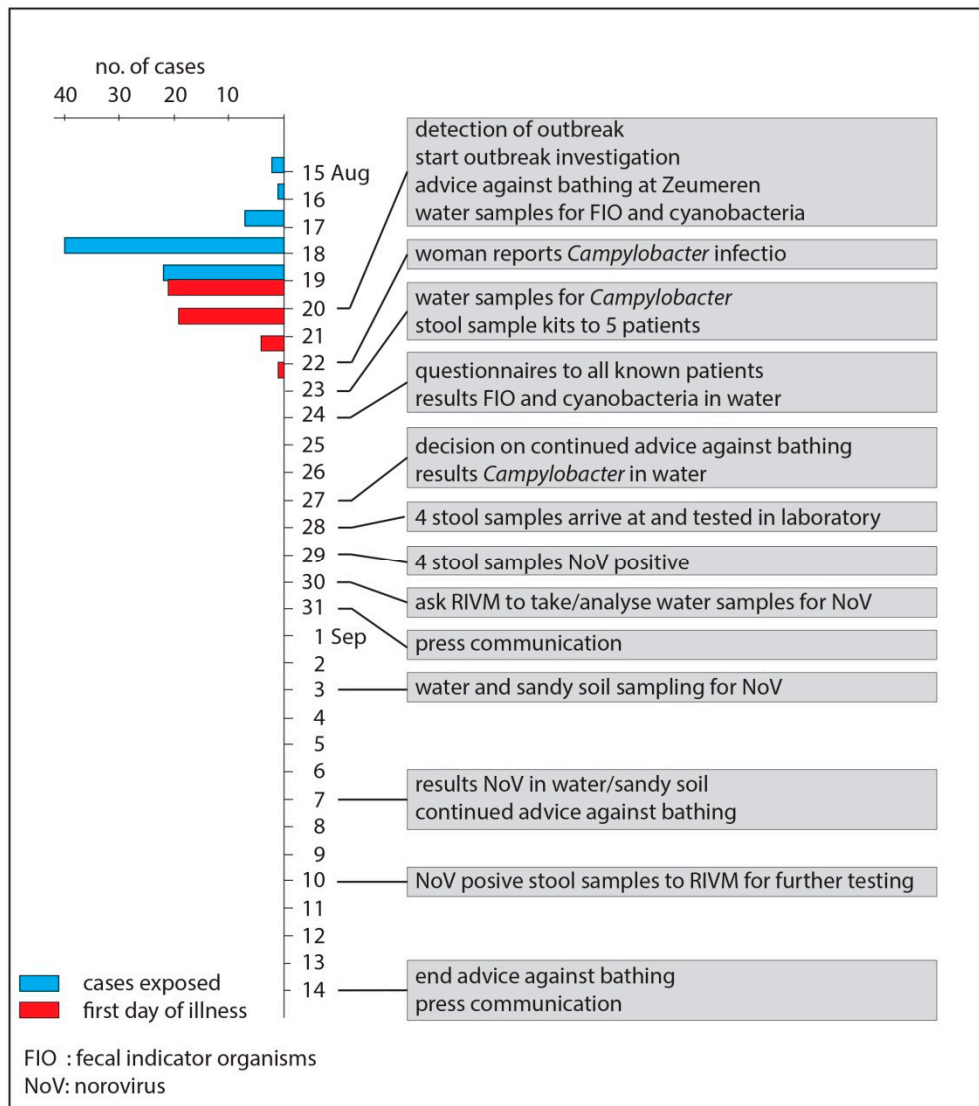 no. of cases
40 30 20 10
15 Aug
16
17
18
19
20
21
22
23
24
25
26
27
28
29
30
31
1 Sep
2
3
4
5
6
7
8
9
10
11
12
13
14
detection of outbreak
start outbreak investigation
advice against bathing at Zeumeren
water samples for FIO and cyanobacteria
woman reports Campylobacter infectio
water samples for Campylobacter
stool sample kits to 5 patients
questionnaires to all known patients
results FIO and cyanobacteria in water
decision on continued advice against bathing
results Campylobacter in water
4 stool samples arrive at and tested in laboratory
4 stool samples NoV positive
ask RIVM to take/analyse water samples for NoV
press communication
water and sandy soil sampling for NoV
results NoV in water/sandy soil
continued advice against bathing
NoV posive stool samples to RIVM for further testing
end advice against bathing
press communication
cases exposed
first day of illness
FIO : fecal indicator organisms
NoV: norovirus